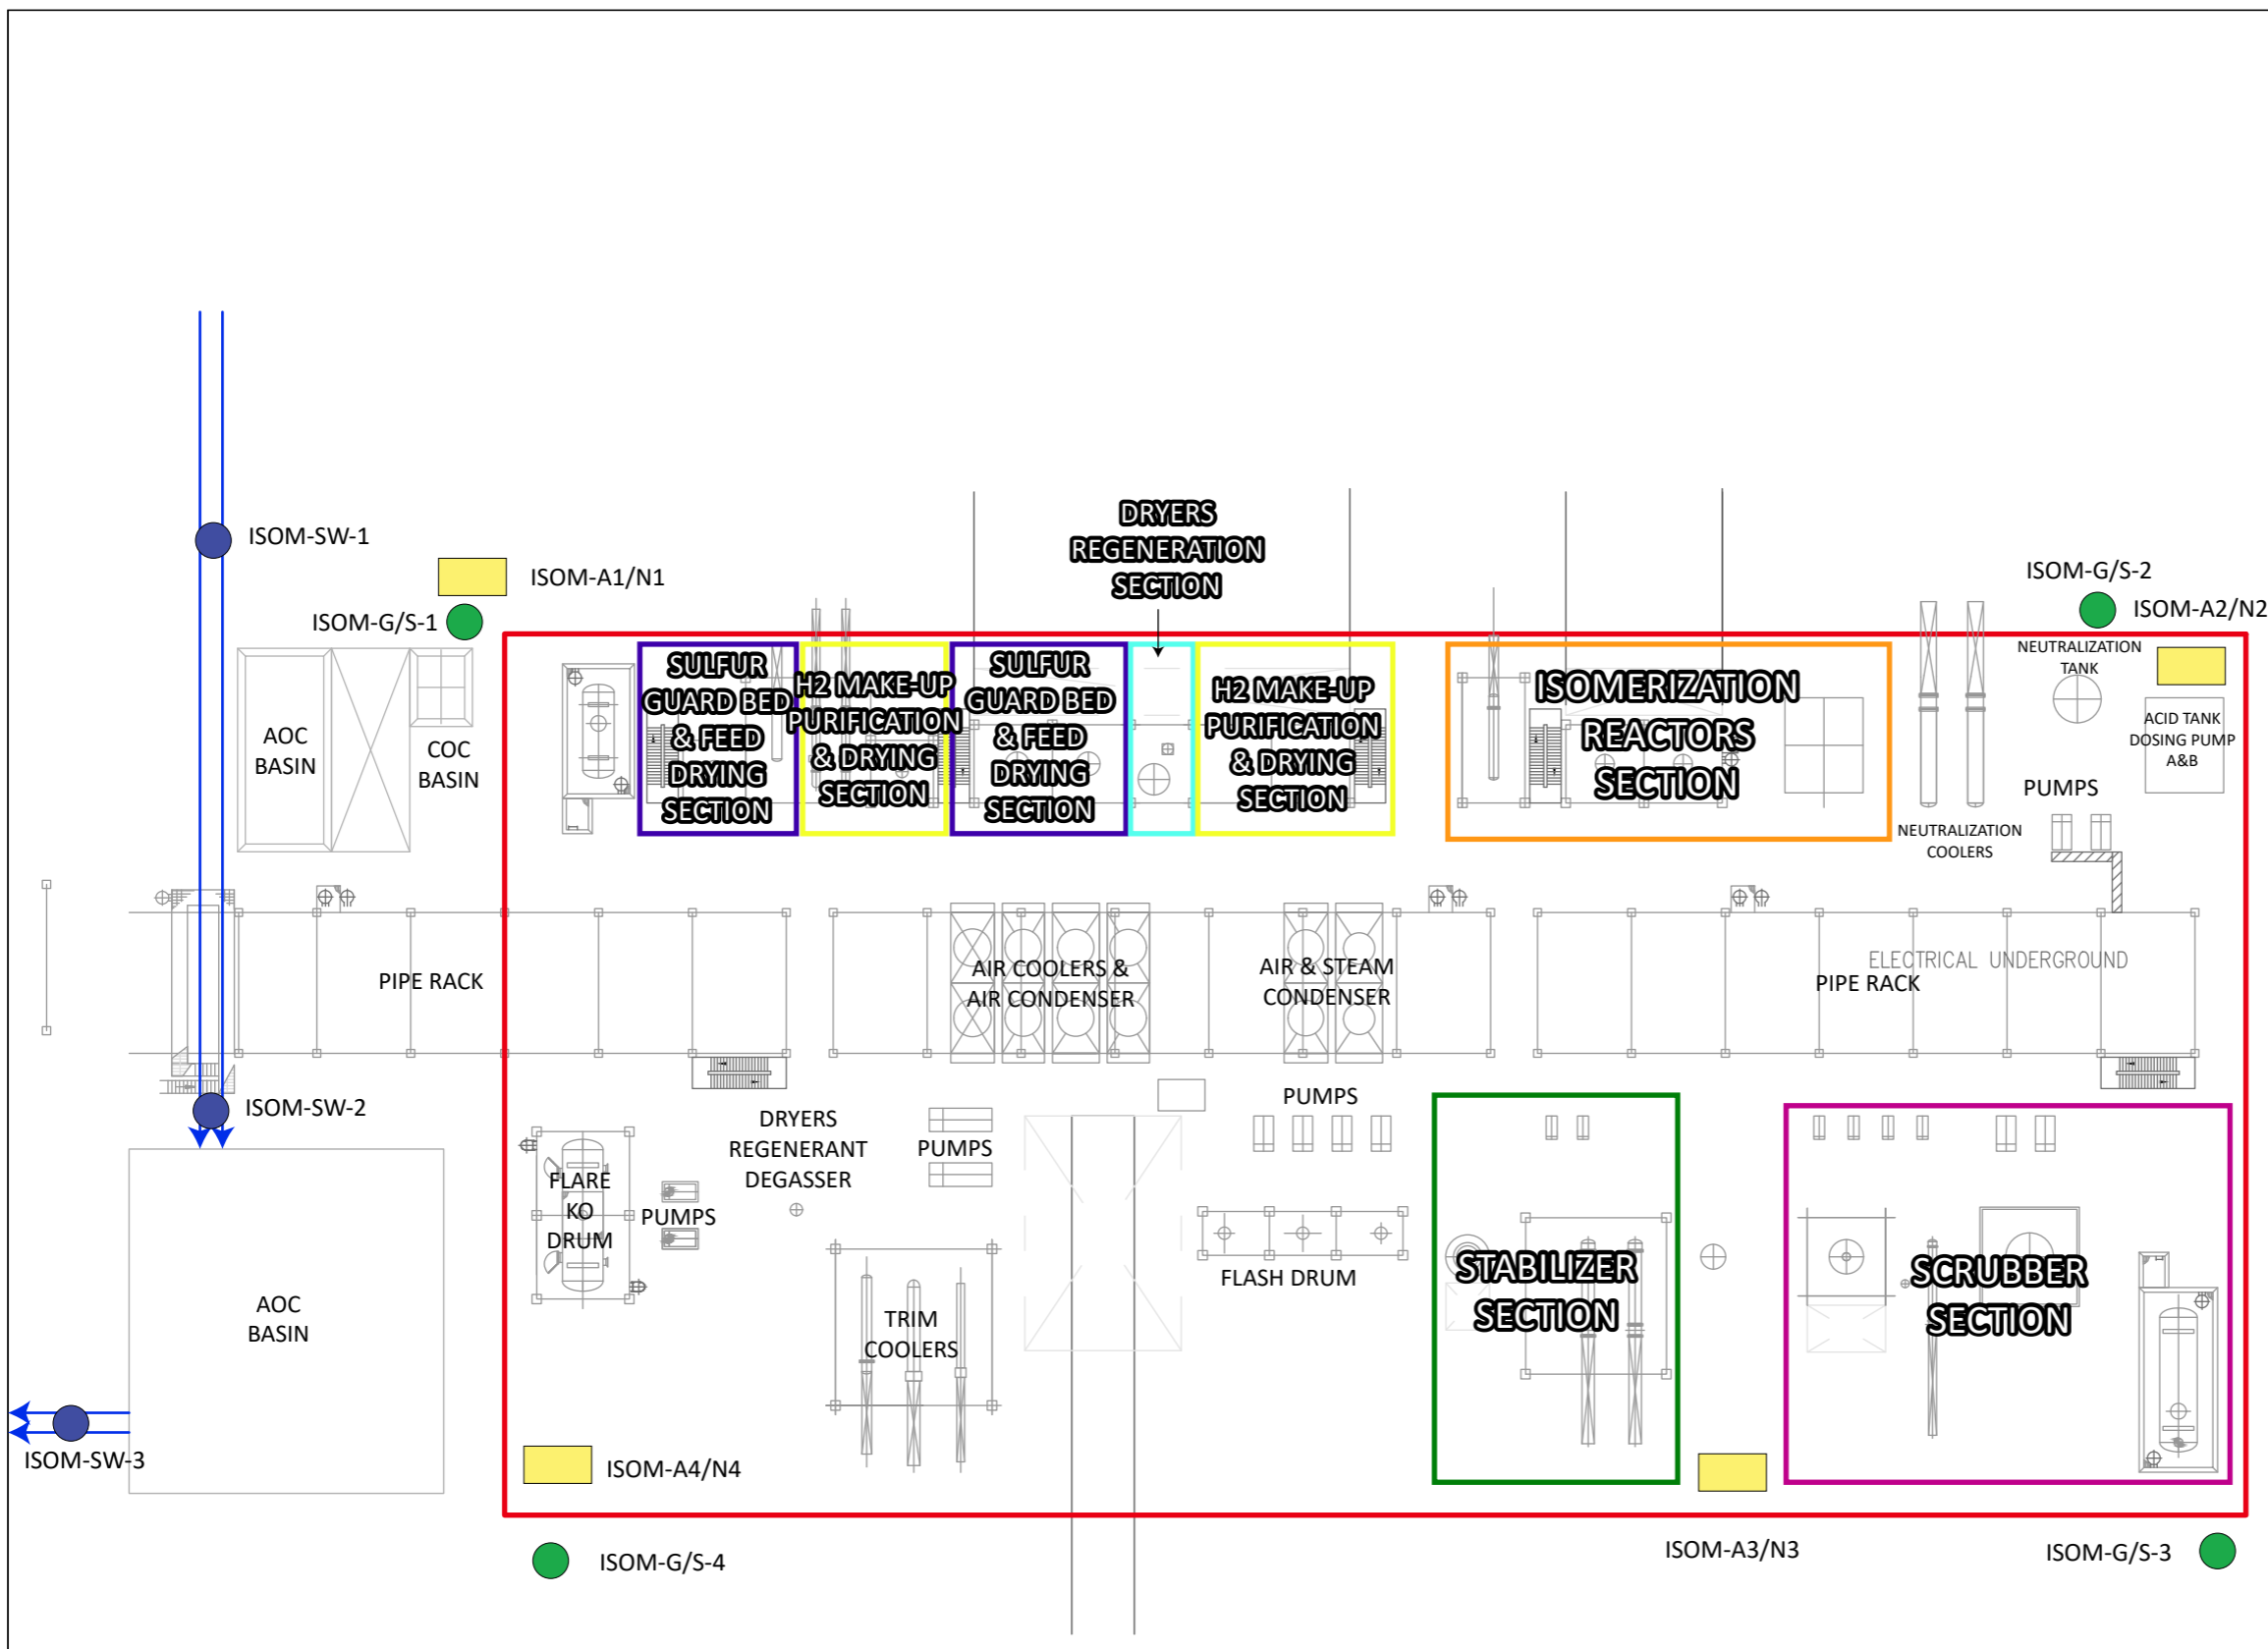 DRYERS
REGENERATION
SECTION
ISOM-SW-1
ISOM-A1/N1
ISOM-G/S-1
ISOM-G/S-2
ISOM-A2/N2
AOC
BASIN
COC
BASIN
SULFUR
GUARD BED
& FEED
DRYING
SECTION
H2 MAKE-UP
PURIFICATION
& DRYING
SECTION
SULFUR
GUARD BED
& FEED
DRYING
SECTION
H2 MAKE-UP
PURIFICATION
& DRYING
SECTION
ISOMERIZATION
REACTORS
SECTION
NEUTRALIZATION
TANK
ACID TANK
DOSING PUMP
A&B
PUMPS
NEUTRALIZATION
COOLERS
PIPE RACK
AIR COOLERS &
AIR CONDENSER
AIR & STEAM
CONDENSER
ELECTRICAL UNDERGROUND
PIPE RACK
ISOM-SW-2
FLARE
KO
DRUM
PUMPS
DRYERS
REGENERANT
DEGASSER
PUMPS
PUMPS
FLASH DRUM
TRIM
COOLERS
STABILIZER
SECTION
SCRUBBER
SECTION
AOC
BASIN
ISOM-SW-3
ISOM-A4/N4
ISOM-G/S-4
ISOM-A3/N3
ISOM-G/S-3